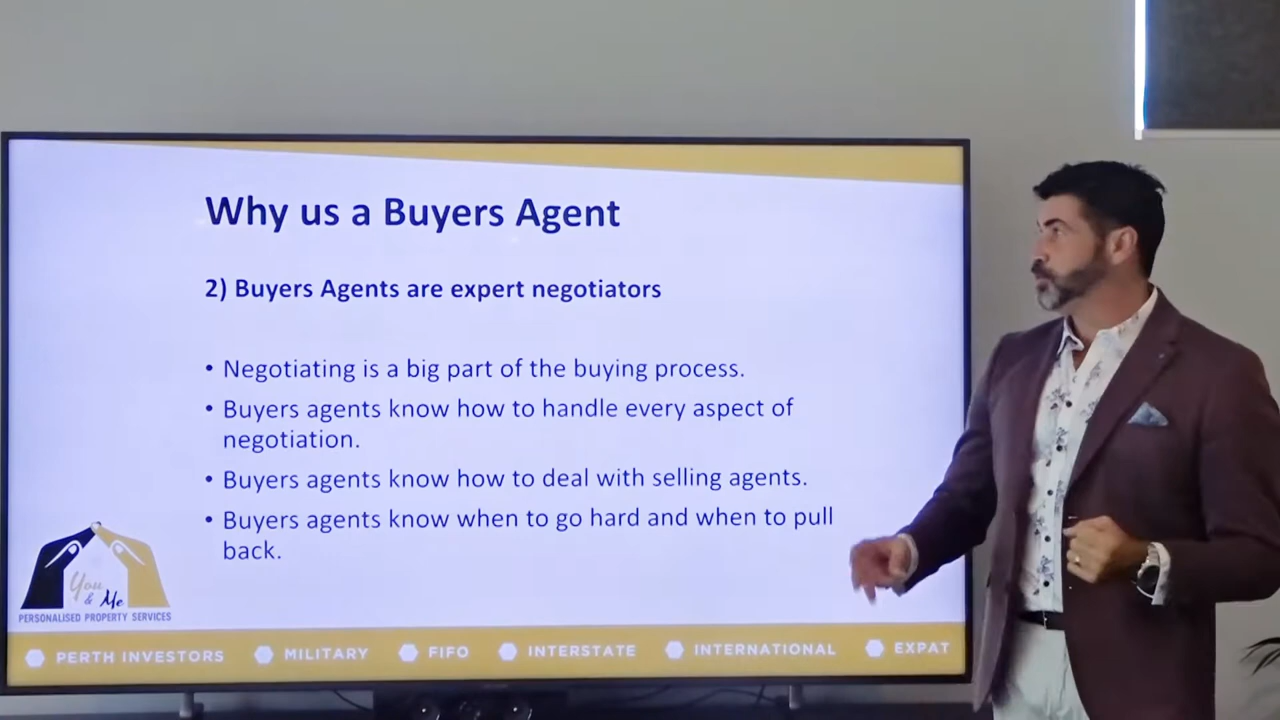 Why us a Buyers Agent
2) Buyers Agents are expert negotiators
• Negotiating is a big part of the buying process.
• Buyers agents know how to handle every aspect of
negotiation.
• Buyers agents know how to deal with selling agents.
• Buyers agents know when to go hard and when to pull
back.
You
& Me
PERSONALISED PROPERTY SERVICES
PERTH INVESTORS MILITARY FIFO INTERSTATE INTERNATIONAL EXPAT